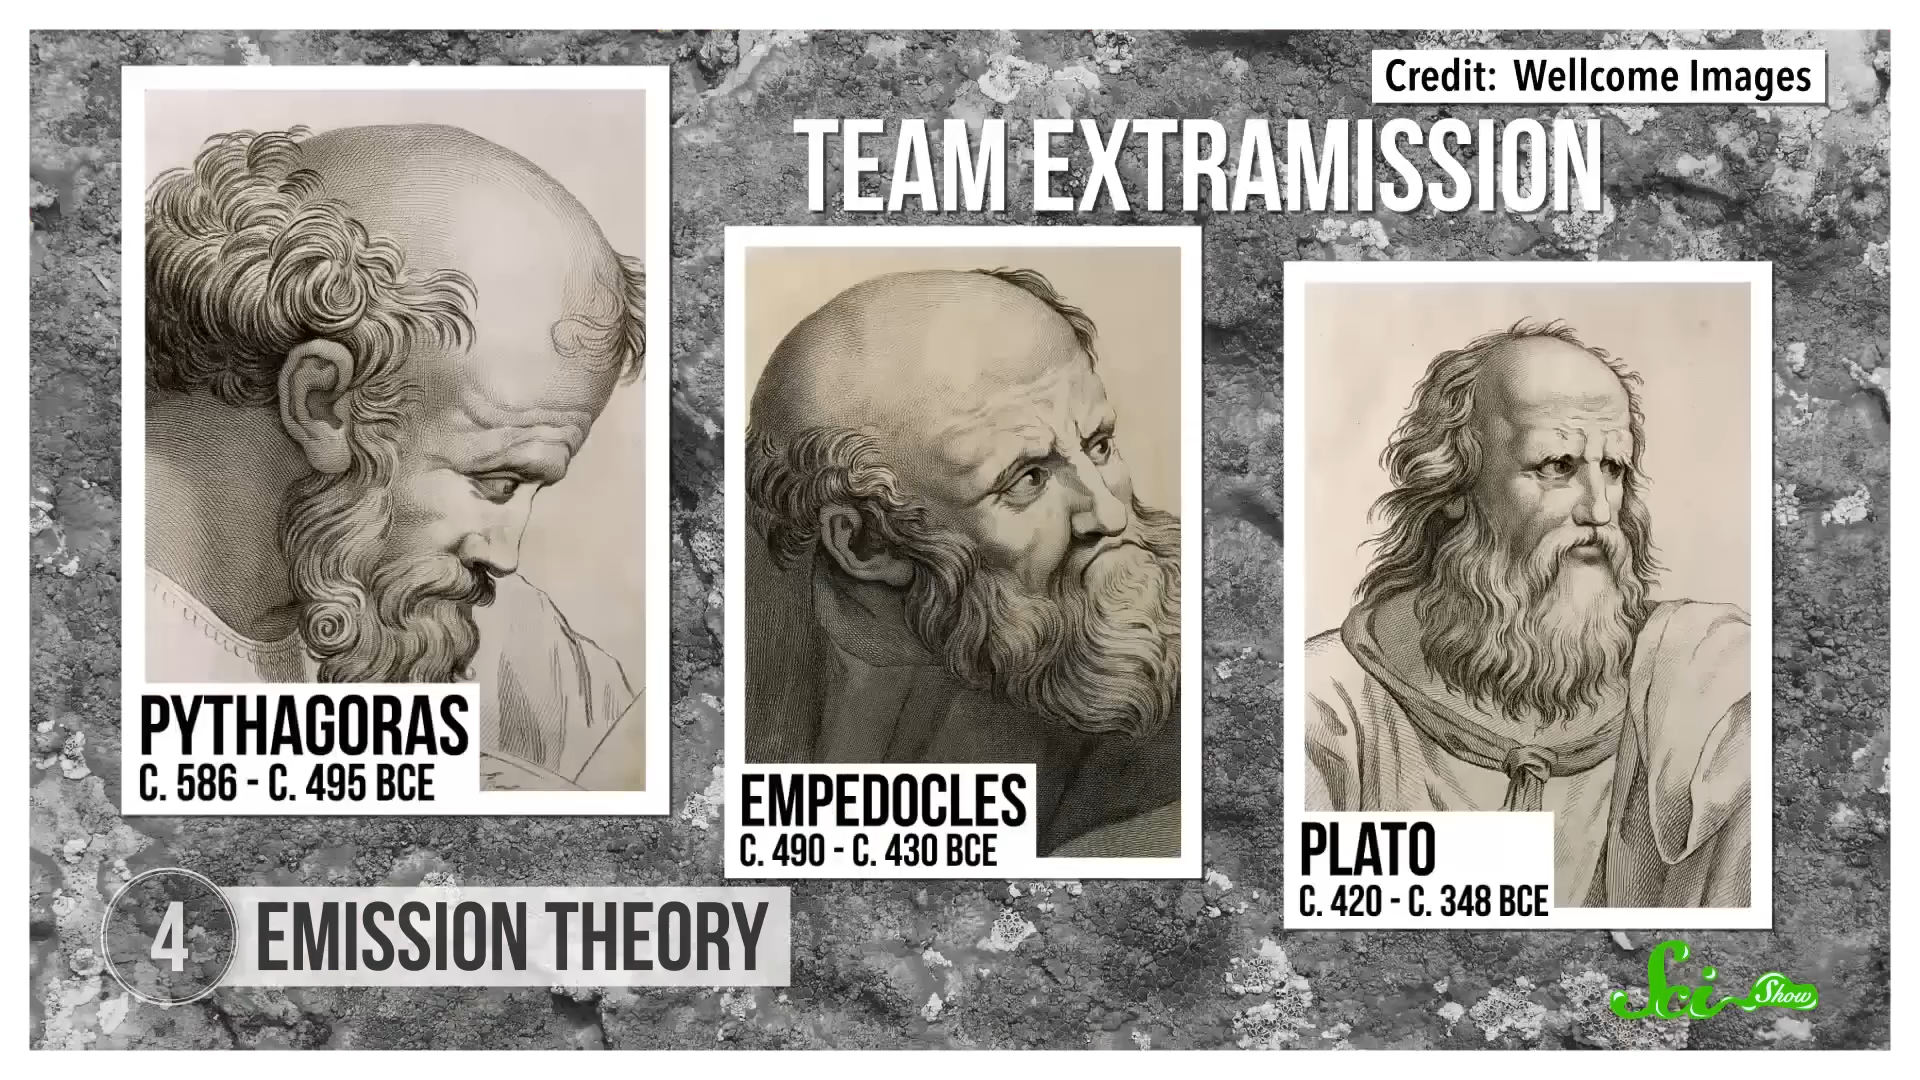 Credit: Wellcome Images
TEAM EXTRAMISSION
PYTHAGORAS
C. 586 - C. 495 BCE
EMPEDOCLES
C. 490 - C. 430 BCE
PLATO
C. 420 - C. 348 BCE
4 EMISSION THEORY
Sci Show